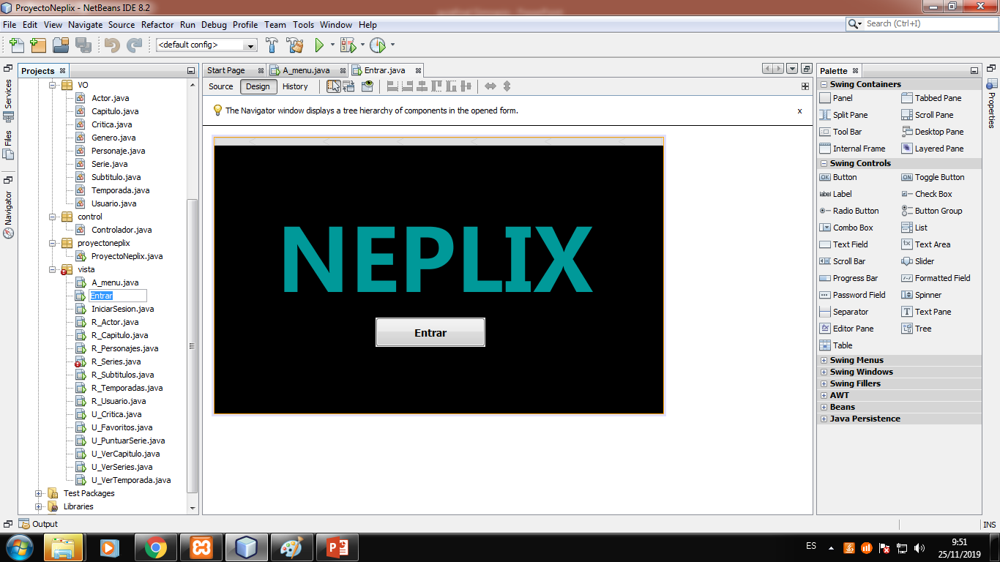 ProyectoNeplix - NetBeans IDE 8.2
File Edit View Navigate Source Refactor Run Debug Profile Team Tools Window Help
Search (Ctrl+I)
<default config>
Services
Files
Navigator
Projects
VO
Actor.java
Capitulo.java
Critica.java
Genero.java
Personaje.java
Serie.java
Subtitulo.java
Temporada.java
Usuario.java
control
Controlador.java
proyectoneplix
ProyectoNeplix.java
vista
A_menu.java
Entrar
IniciarSesion.java
R_Actor.java
R_Capitulo.java
R_Personajes.java
R_Series.java
R_Subtitulos.java
R_Temporadas.java
R_Usuario.java
U_Critica.java
U_Favoritos.java
U_PuntuarSerie.java
U_VerCapitulo.java
U_VerSeries.java
U_VerTemporada.java
Test Packages
Libraries
Start Page A_menu.java Entrar.java
Source Design History
The Navigator window displays a tree hierarchy of components in the opened form. x
NEPLIX
Entrar
Palette
Swing Containers
Panel Tabbed Pane
Split Pane Scroll Pane
Tool Bar Desktop Pane
Internal Frame Layered Pane
Swing Controls
OK Button ON Toggle Button
label Label Check Box
Radio Button Button Group
Combo Box List
Text Field Text Area
Scroll Bar Slider
Progress Bar Formatted Field
Password Field Spinner
Separator Text Pane
Editor Pane Tree
Table
Swing Menus
Swing Windows
Swing Fillers
AWT
Beans
Java Persistence
Properties
Output
INS
ES
9:51
25/11/2019